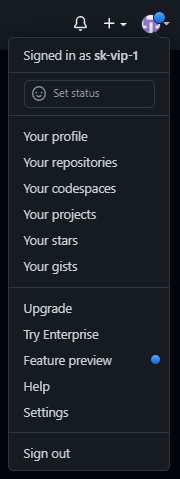 Signed in as sk-vip-1
Set status
Your profile
Your repositories
Your codespaces
Your projects
Your stars
Your gists
Upgrade
Try Enterprise
Feature preview
Help
Settings
Sign out